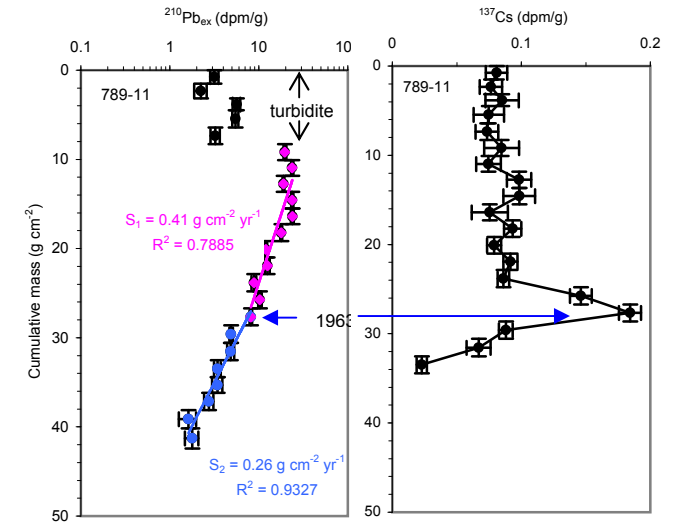 ²¹⁰Pbₑₓ (dpm/g)
0.1 1 10 10
0
10
20
30
40
50
Cumulative mass (g cm⁻²)
789-11
turbidite
S₁ = 0.41 g cm⁻² yr⁻¹
R² = 0.7885
1963
S₂ = 0.26 g cm⁻² yr⁻¹
R² = 0.9327
¹³⁷Cs (dpm/g)
0 0.1 0.2
0
10
20
30
40
50
789-11